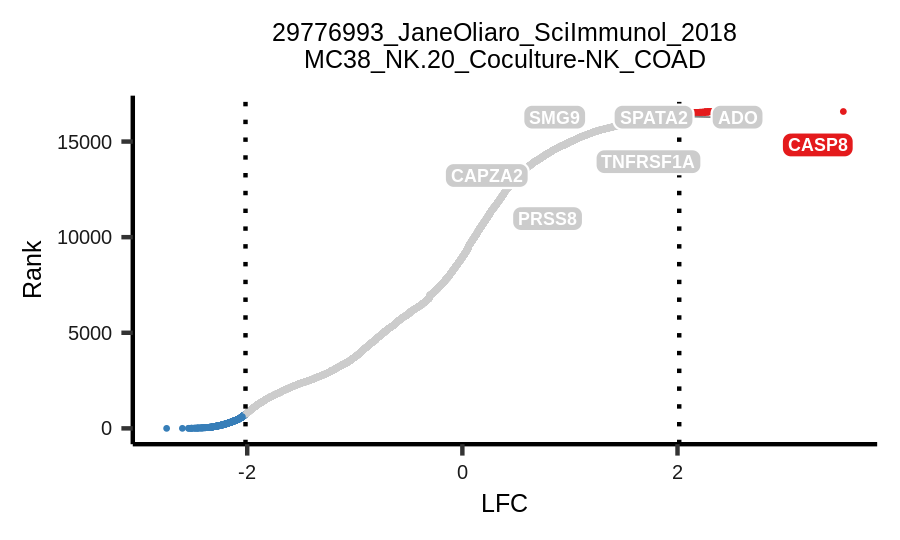 29776993_JaneOliaro_SciImmunol_2018
MC38_NK.20_Coculture-NK_COAD
Rank
15000
10000
5000
0
SMG9
SPATA2
ADO
CASP8
TNFRSF1A
CAPZA2
PRSS8
-2
0
2
LFC